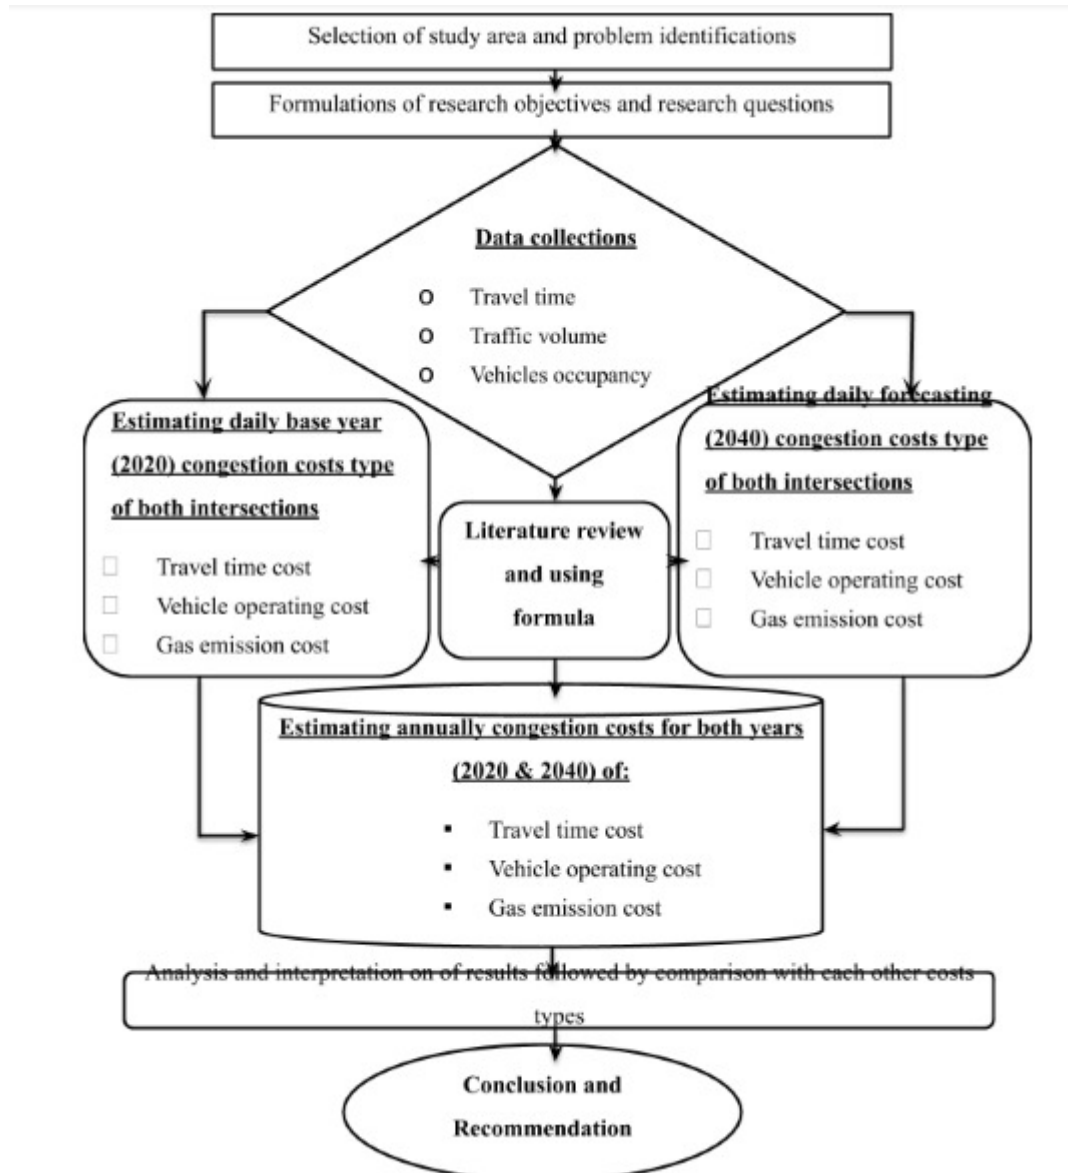 Selection of study area and problem identifications
Formulations of research objectives and research questions
Data collections
o Travel time
o Traffic volume
o Vehicles occupancy
Estimating daily base year
(2020) congestion costs type
of both intersections
Travel time cost
Vehicle operating cost
Gas emission cost
Literature review
and using
formula
Estimating daily forecasting
(2040) congestion costs type
of both intersections
Travel time cost
Vehicle operating cost
Gas emission cost
Estimating annually congestion costs for both years
(2020 & 2040) of:
▪ Travel time cost
▪ Vehicle operating cost
▪ Gas emission cost
Analysis and interpretation on of results followed by comparison with each other costs
types
Conclusion and
Recommendation